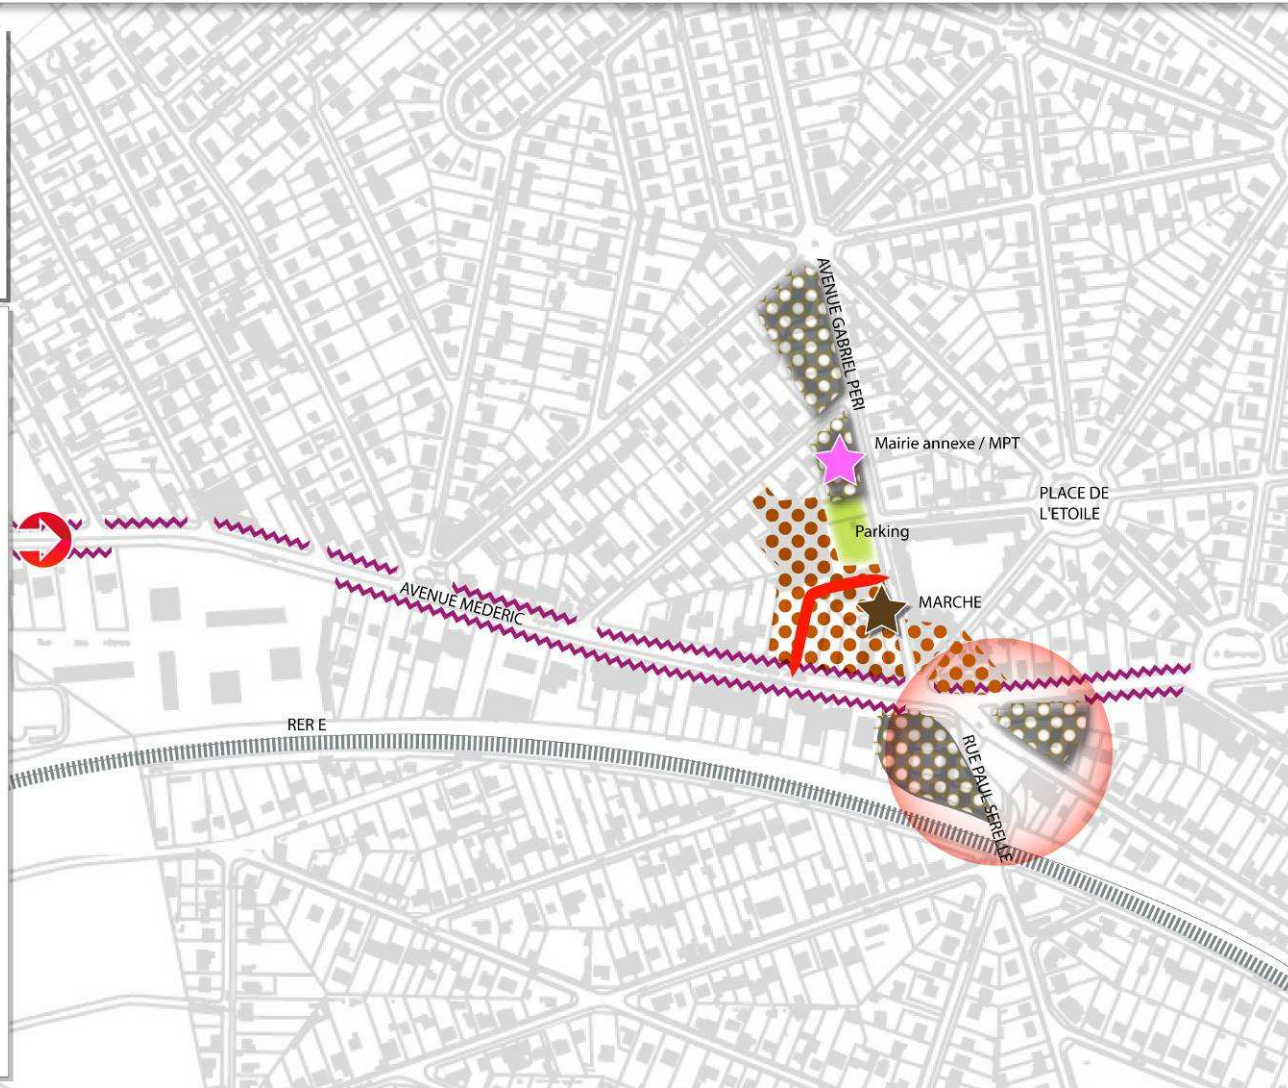 AVENUE GABRIEL PERI
Mairie annexe / MPT
PLACE DE
L'ETOILE
Parking
AVENUE MEDERIC
MARCHE
RER E
RUE PAUL SERELLE